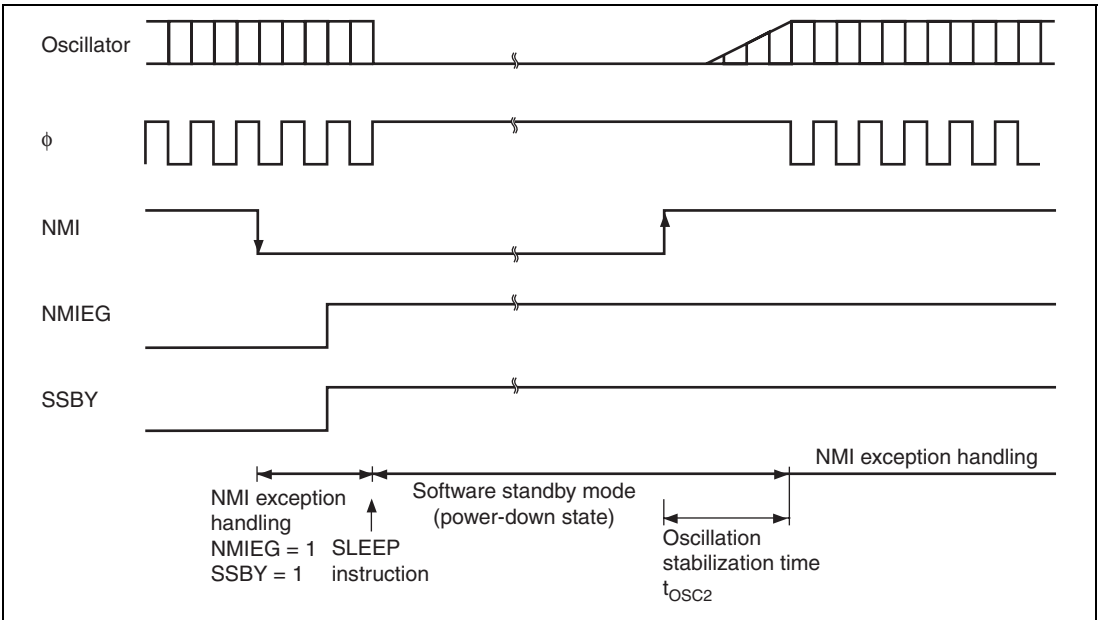 Oscillator
ϕ
NMI
NMIEG
SSBY
NMI exception handling
NMI exception
handling
NMIEG = 1
SSBY = 1
SLEEP
instruction
Software standby mode
(power-down state)
Oscillation
stabilization time
tOSC2